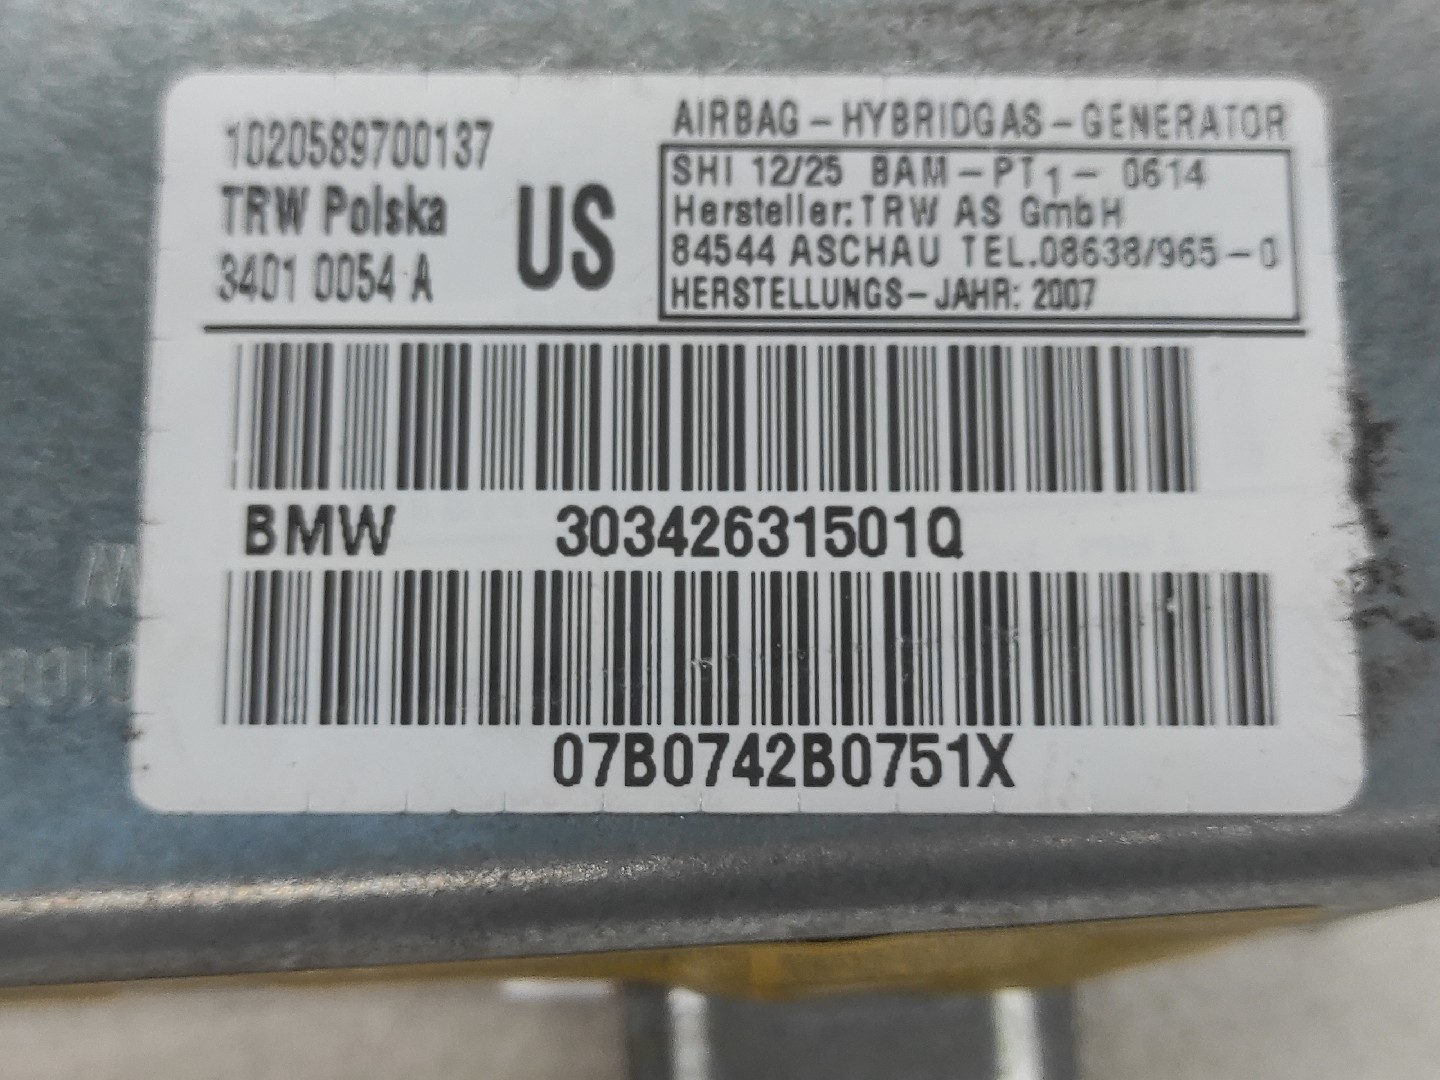 1020589700137
TRW Polska
3401 0054 A
US
AIRBAG-HYBRIDGAS-GENERATOR
SHI 12/25 BAM-PT1-0614
Hersteller:TRW AS GmbH
84544 ASCHAU TEL.08638/965-0
HERSTELLUNGS-JAHR: 2007
BMW 30342631501Q
07B0742B0751X